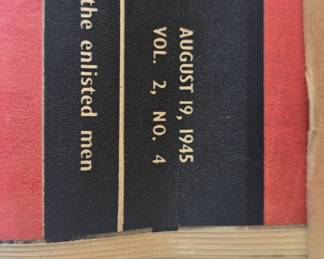 AUGUST 19, 1945
VOL. 2, NO. 4
the enlisted men